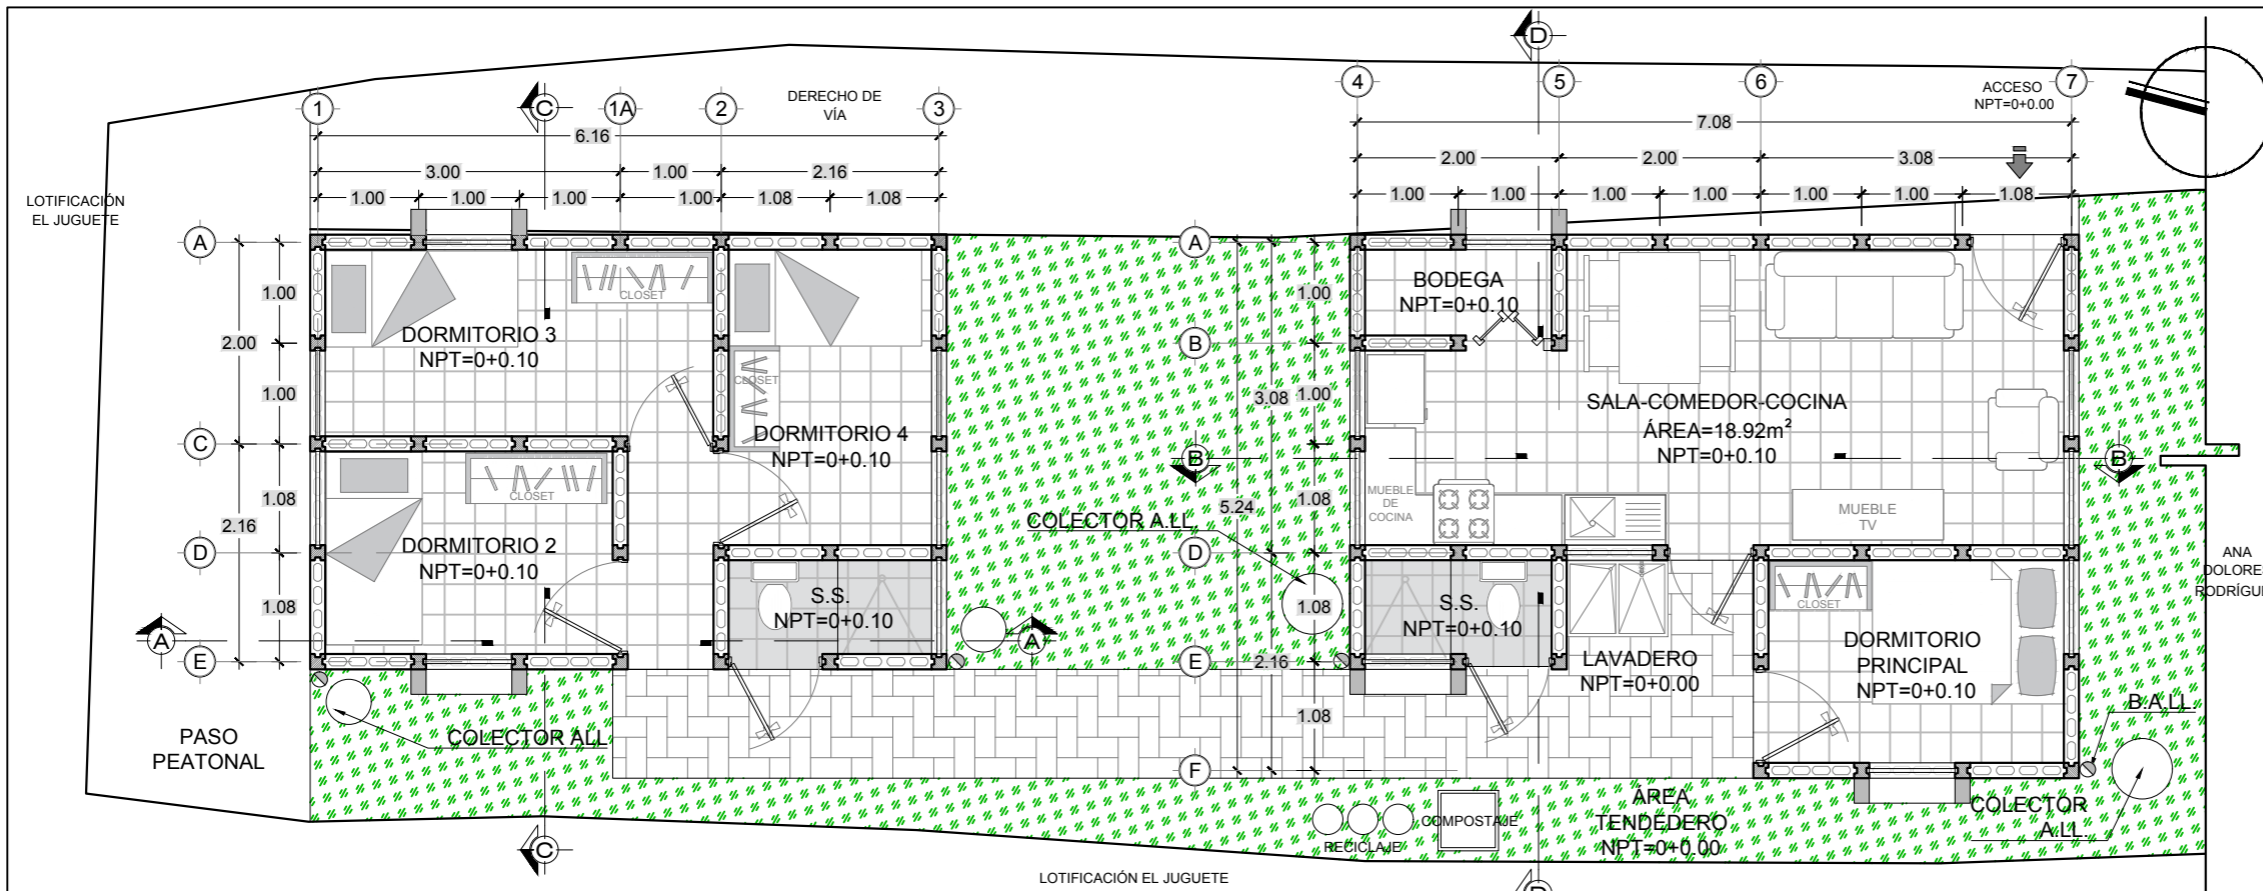 D
4
5
6
7
ACCESO
NPT=0+0.00
1
C
1A
2
3
DERECHO DE
VÍA
6.16
7.08
3.00
1.00
2.16
2.00
2.00
3.08
1.00
1.00
1.00
1.00
1.08
1.08
1.00
1.00
1.00
1.00
1.00
1.00
1.08
LOTIFICACIÓN
EL JUGUETE
A
A
1.00
2.00
1.00
C
1.08
2.16
D
1.08
A
E
CLOSET
DORMITORIO 3
NPT=0+0.10
CLOSET
DORMITORIO 4
NPT=0+0.10
CLOSET
DORMITORIO 2
NPT=0+0.10
S.S.
NPT=0+0.10
A
COLECTOR ALL
PASO
PEATONAL
C
COLECTOR A.LL.
B
B
D
E
F
1.00
3.08
1.00
1.08
5.24
1.08
2.16
1.08
BODEGA
NPT=0+0.10
SALA-COMEDOR-COCINA
ÁREA=18.92m²
NPT=0+0.10
B
MUEBLE
DE
COCINA
MUEBLE
TV
S.S.
NPT=0+0.10
LAVADERO
NPT=0+0.00
CLOSET
DORMITORIO
PRINCIPAL
NPT=0+0.10
ANA
DOLORES
B.A.LL.
COLECTOR
A.LL.
COMPOSTAJE
RECICLAJE
ÁREA
TENDEDERO
NPT=0+0.00
LOTIFICACIÓN EL JUGUETE
D